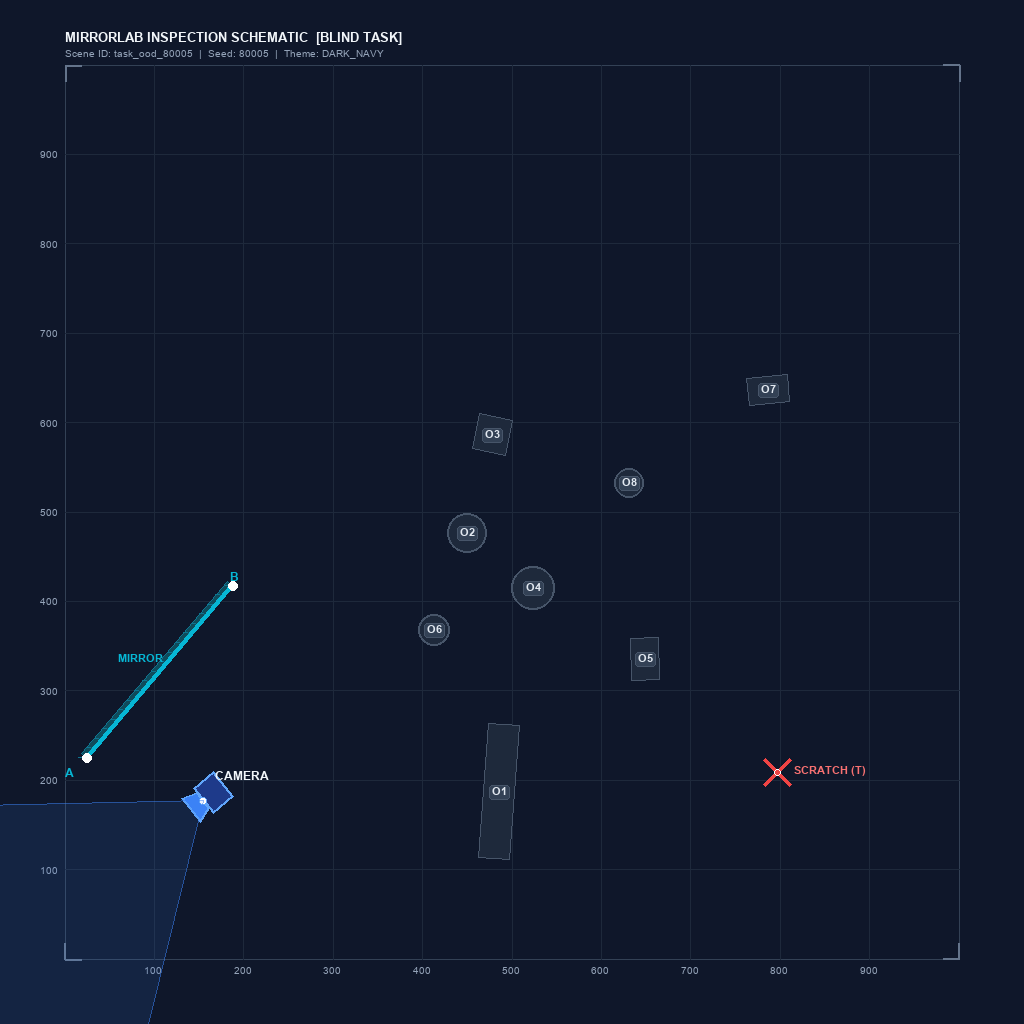 MIRRORLAB INSPECTION SCHEMATIC [BLIND TASK]
Scene ID: task_ood_80005 | Seed: 80005 | Theme: DARK_NAVY
900
800
700
O7
600
O3
O8
500
O2
B
O4
400
O6
MIRROR
O5
300
A
SCRATCH (T)
CAMERA
200
O1
100
100 200 300 400 500 600 700 800 900